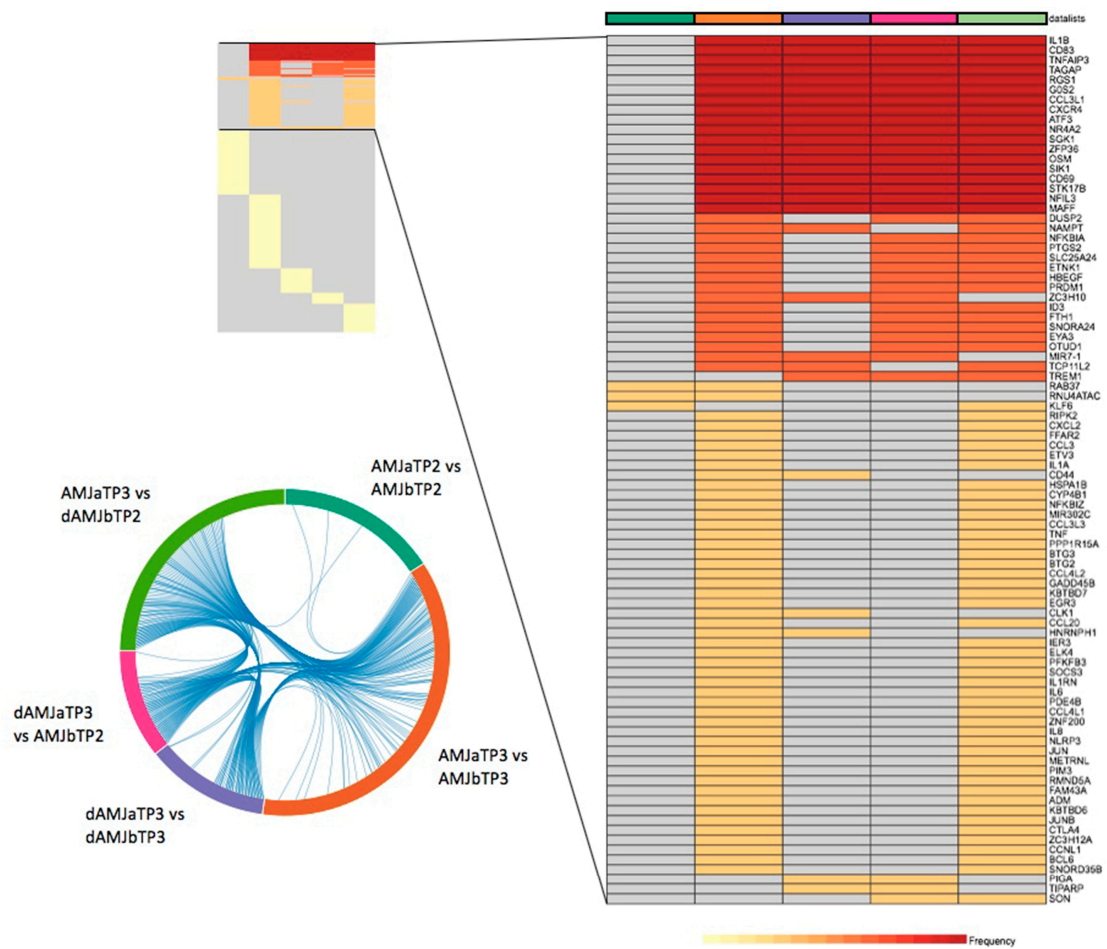 datalists
IL1B
CD83
TNFAIP3
TAGAP
RGS1
G0S2
CCL3L1
CXCR4
ATF3
NR4A2
SGK1
ZFP36
OSM
SIK1
CD69
STK17B
NFIL3
MAFF
DUSP2
NAMPT
NFKBIA
PTGS2
SLC25A24
ETNK1
HBEGF
PRDM1
ZC3H10
ID3
FTH1
SNORA24
EYA3
OTUD1
MIR7-1
TCP11L2
TREM1
RAB37
RNU4ATAC
KLF6
RIPK2
CXCL2
FFAR2
CCL3
ETV3
IL1A
CD44
HSPA1B
CYP4B1
NFKBIZ
MIR302C
CCL3L3
TNF
PPP1R15A
BTG3
BTG2
CCL4L2
GADD45B
KBTBD7
EGR3
CLK1
CCL20
HNRNPH1
IER3
ELK4
PFKFB3
SOCS3
IL1RN
IL6
PDE4B
CCL4L1
ZNF200
IL8
NLRP3
JUN
METRNL
PIM3
RMND5A
FAM43A
ADM
KBTBD6
JUNB
CTLA4
ZC3H12A
CCNL1
BCL6
SNORD35B
PIGA
TIPARP
SON
Frequency
AMJaTP2 vs
AMJbTP2
AMJaTP3 vs
dAMJbTP2
dAMJaTP3
vs AMJbTP2
AMJaTP3 vs
AMJbTP3
dAMJaTP3 vs
dAMJbTP3